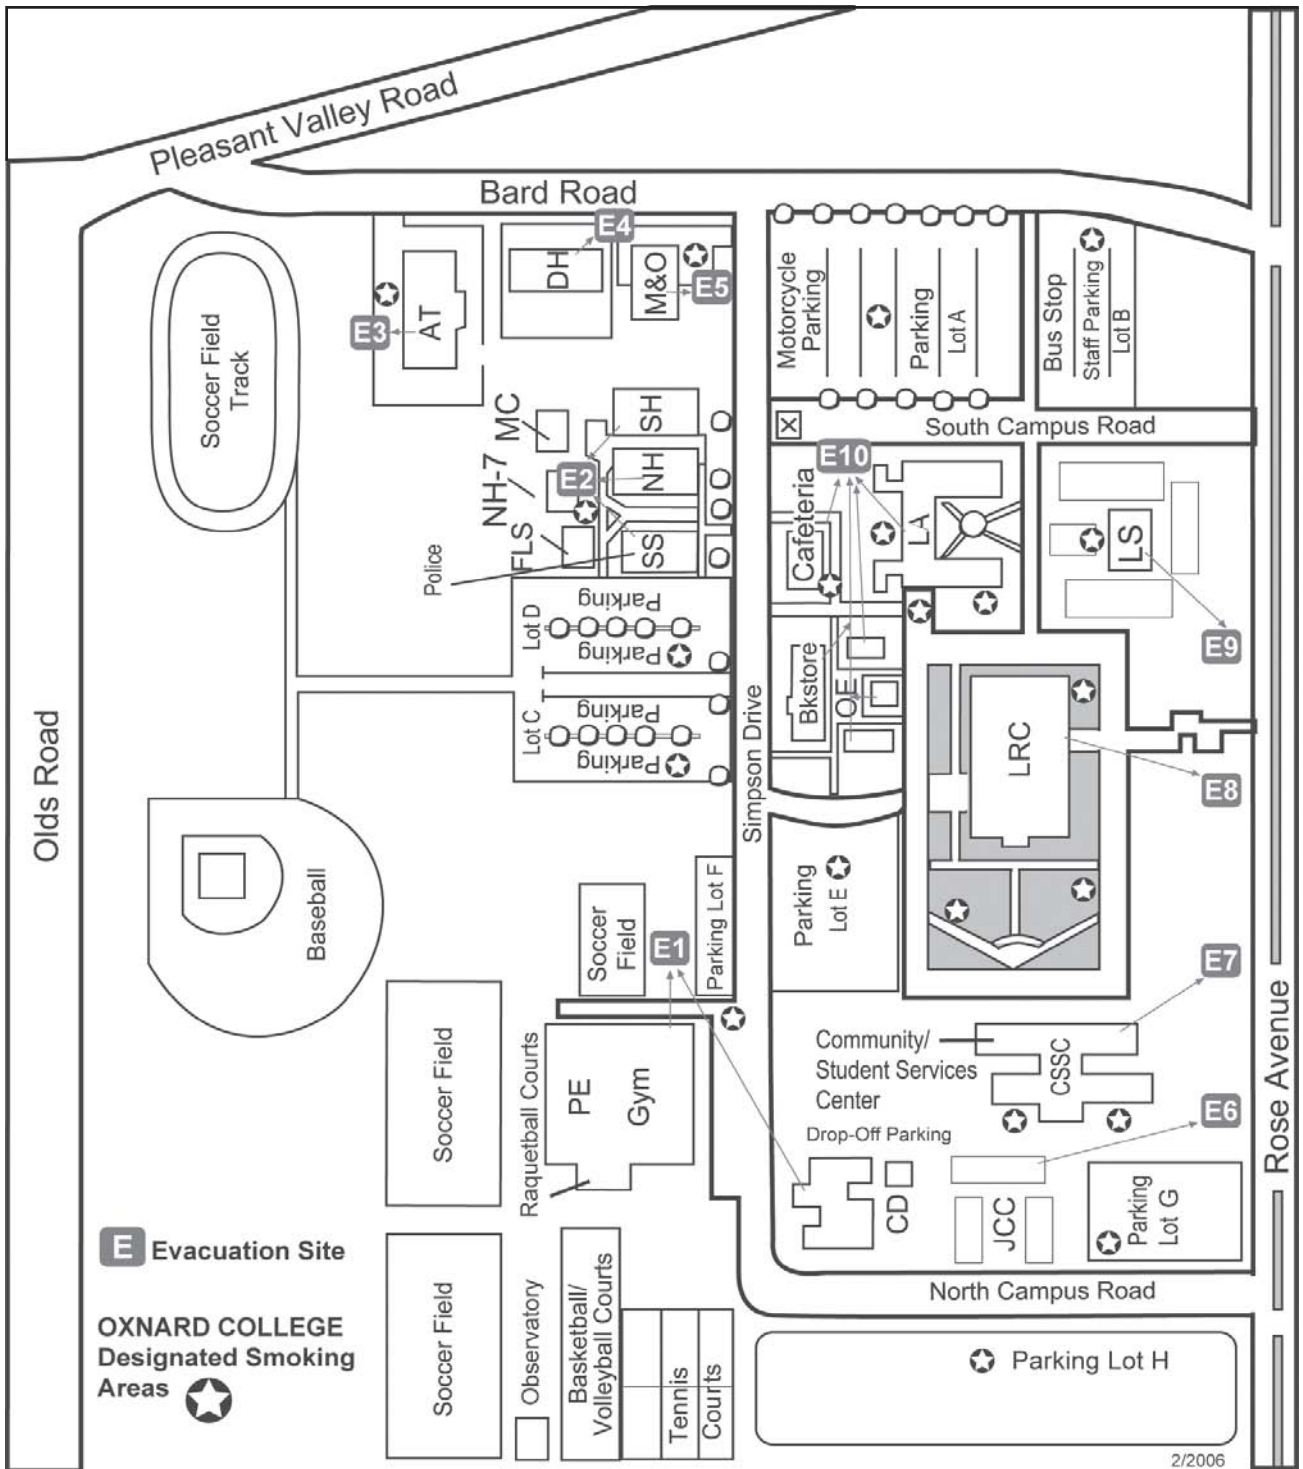 Pleasant Valley Road
Bard Road
E4
DH
M&O
E5
E3
AT
Soccer Field
Track
Motorcycle
Parking
Parking
Lot A
Bus Stop
Staff Parking
Lot B
South Campus Road
X
MC
SH
NH-7
E2
NH
FLS
SS
Police
E10
Cafeteria
LA
LS
E9
Lot D
Parking
Parking
Lot C
Parking
Parking
Bkstore
OE
LRC
E8
Olds Road
Simpson Drive
Baseball
Soccer
Field
E1
Parking Lot F
Parking
Lot E
E7
Rose Avenue
Soccer Field
Raquetball Courts
PE
Gym
Community/
Student Services
Center
CSSC
Drop-Off Parking
E6
CD
JCC
Parking
Lot G
North Campus Road
E Evacuation Site
OXNARD COLLEGE
Designated Smoking
Areas
Soccer Field
Observatory
Basketball/
Volleyball Courts
Tennis
Courts
Parking Lot H
2/2006